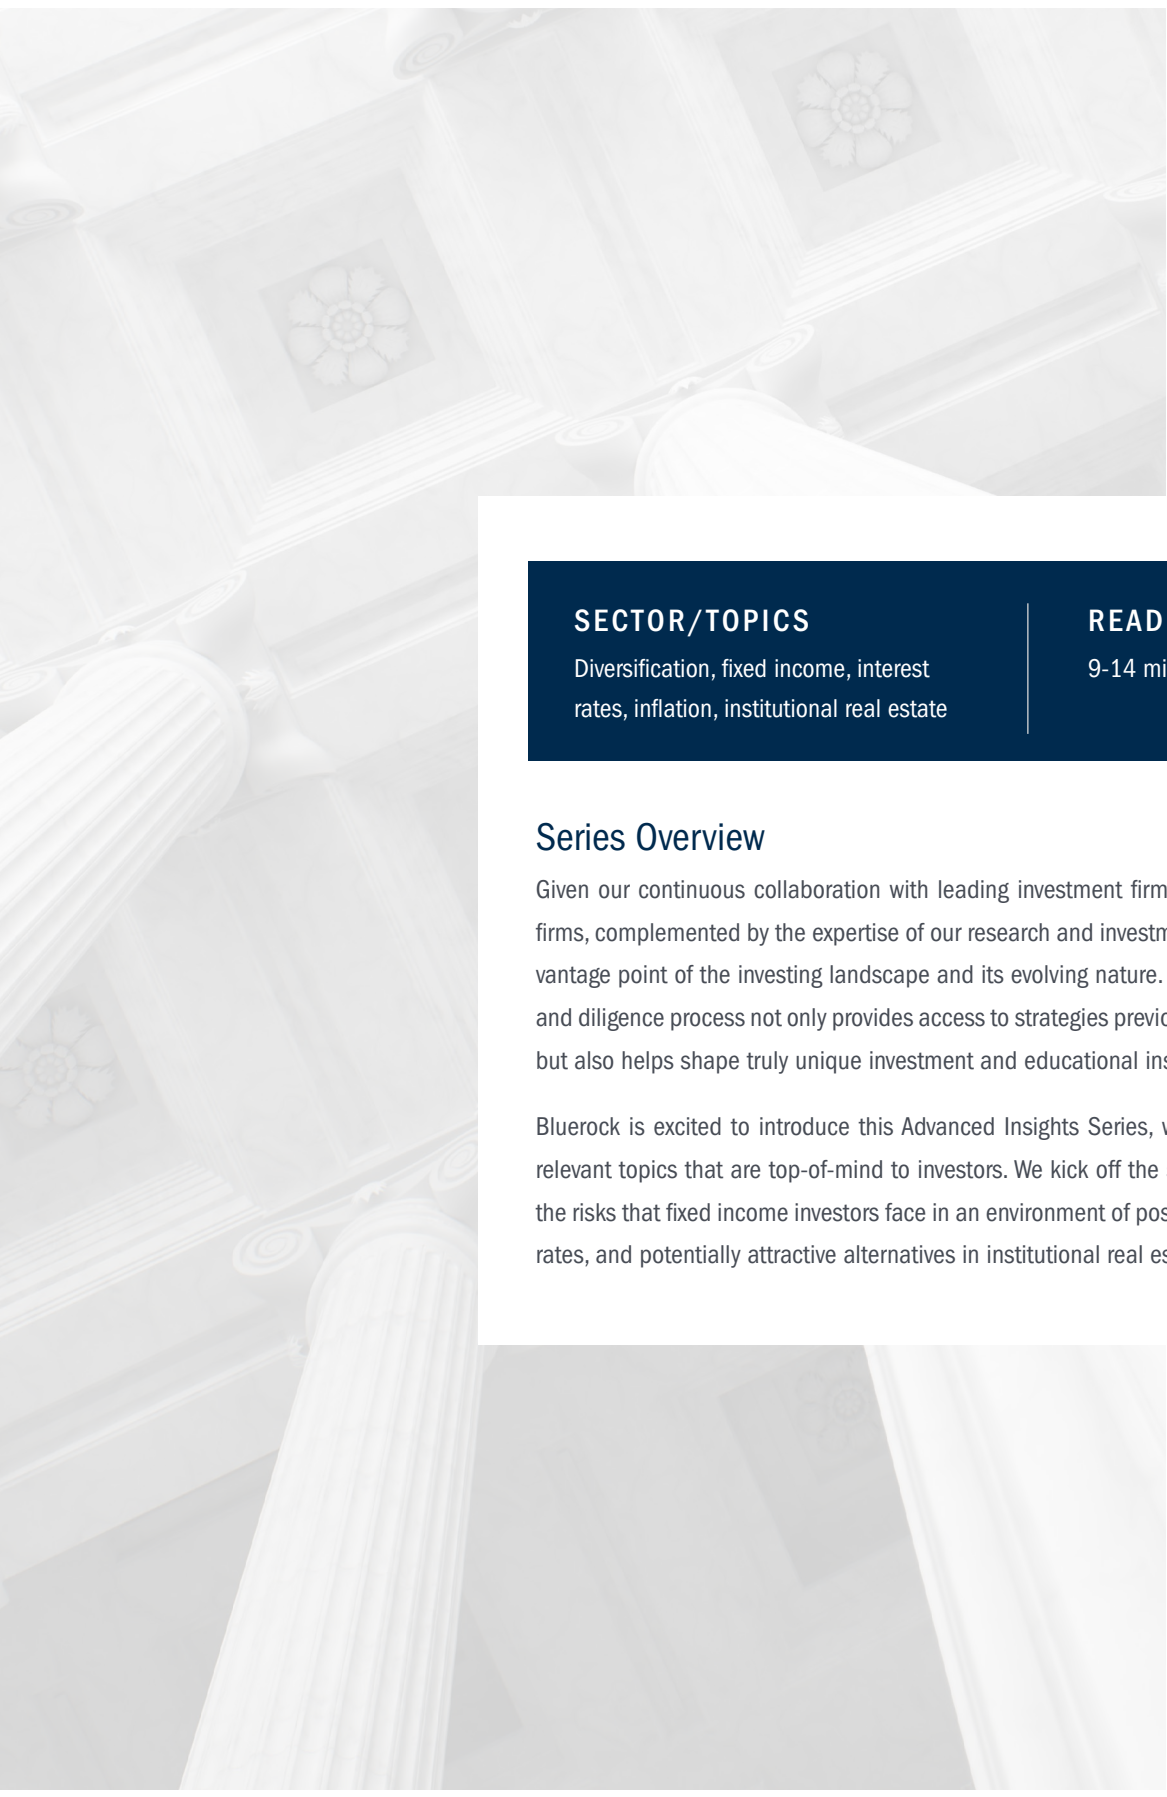 SECTOR/TOPICS
Diversification, fixed income, interest
rates, inflation, institutional real estate
READ
9-14
Series Overview
Given our continuous collaboration with leading investment
firms, complemented by the expertise of our research and
vantage point of the investing landscape and its evolving nature.
and diligence process not only provides access to strategies
but also helps shape truly unique investment and educational
Bluerock is excited to introduce this Advanced Insights Series,
relevant topics that are top-of-mind to investors. We kick off the
the risks that fixed income investors face in an environment of
rates, and potentially attractive alternatives in institutional real